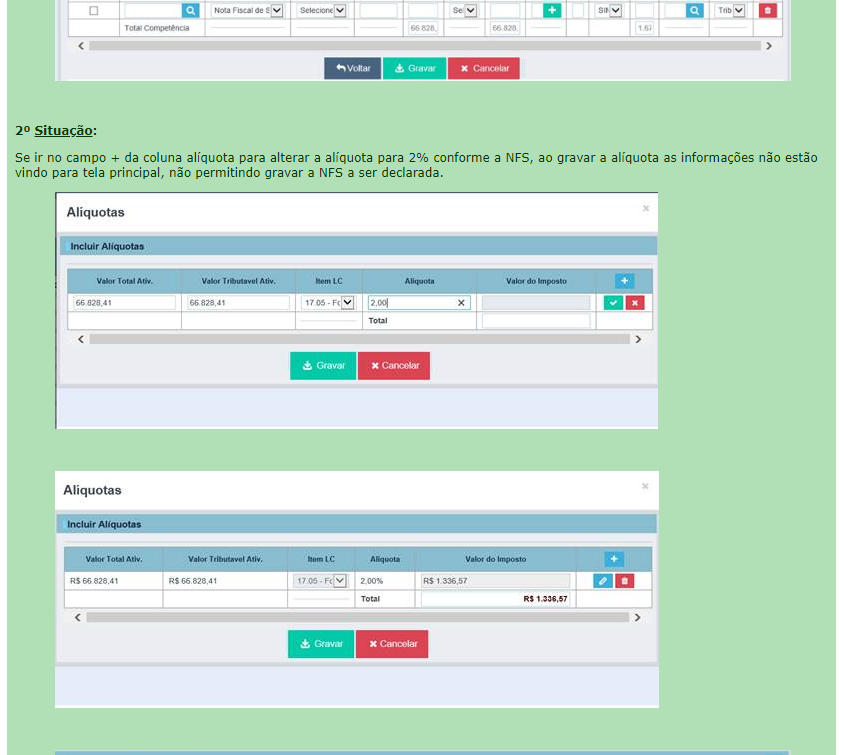 Nota Fiscal de S Selecione Se SIM Trib
Total Competência 66.828, 66.828, 1.67
Voltar Gravar Cancelar
2º Situação:
Se ir no campo + da coluna alíquota para alterar a alíquota para 2% conforme a NFS, ao gravar a alíquota as informações não estão
vindo para tela principal, não permitindo gravar a NFS a ser declarada.
Alíquotas
Incluir Alíquotas
Valor Total Ativ. Valor Tributavel Ativ. Item LC Alíquota Valor do Imposto
66.828,41 66.828,41 17.05 - Fo 2,00
Total
Gravar Cancelar
Alíquotas
Incluir Alíquotas
Valor Total Ativ. Valor Tributavel Ativ. Item LC Alíquota Valor do Imposto
R$ 66.828,41 R$ 66.828,41 17.05 - Fo 2,00% R$ 1.336,57
Total R$ 1.336,57
Gravar Cancelar